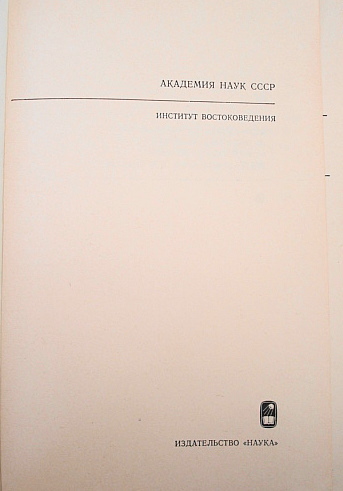 АКАДЕМИЯ НАУК СССР
ИНСТИТУТ ВОСТОКОВЕДЕНИЯ
ИЗДАТЕЛЬСТВО «НАУКА»